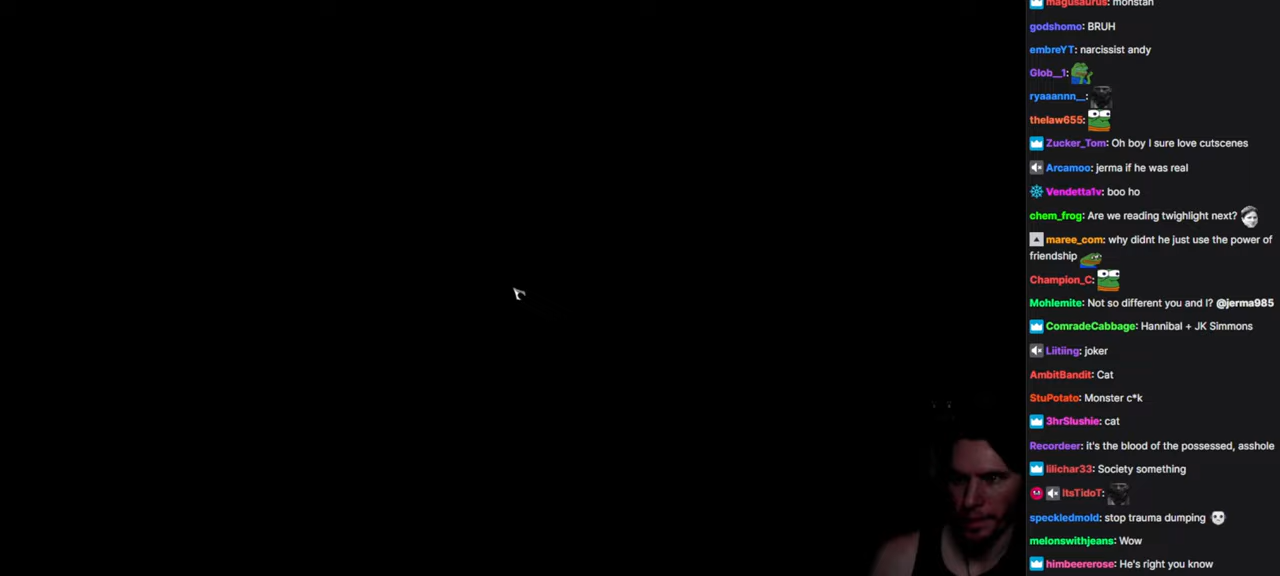 magusaurus: monstah
godshomo: BRUH
embreYT: narcissist andy
Glob__1:
ryaaannn__:
thelaw655:
Zucker_Tom: Oh boy I sure love cutscenes
Arcamoo: jerma if he was real
Vendetta1v: boo ho
chem_frog: Are we reading twighlight next?
maree_com: why didnt he just use the power of
friendship
Champion_C:
Mohlemite: Not so different you and I? @jerma985
ComradeCabbage: Hannibal + JK Simmons
Liitiing: joker
AmbitBandit: Cat
StuPotato: Monster c*k
3hrSlushie: cat
Recordeer: it's the blood of the possessed, asshole
lilichar33: Society something
ItsTidoT:
speckledmold: stop trauma dumping
melonswithjeans: Wow
himbeererose: He's right you know